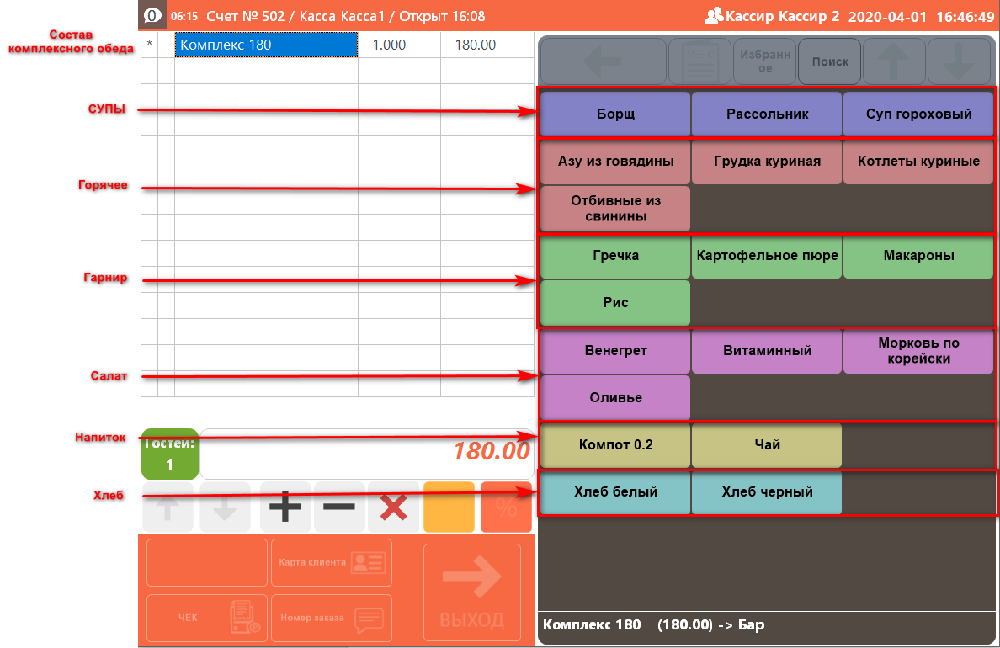 0 06:15 Счет № 502 / Касса Касса1 / Открыт 16:08 Кассир Кассир 2 2020-04-01 16:46:49
Состав
комплексного обеда
* Комплекс 180 1.000 180.00
Избранн
ое
Поиск
СУПЫ
Борщ Рассольник Суп гороховый
Горячее
Азу из говядины Грудка куриная Котлеты куриные
Отбивные из
свинины
Гарнир
Гречка Картофельное пюре Макароны
Рис
Салат
Венегрет Витаминный Морковь по
корейски
Оливье
Напиток
Гостей:
1
180.00
Компот 0.2 Чай
Хлеб
Хлеб белый Хлеб черный
%
Карта клиента
ЧЕК
Номер заказа
ВЫХОД
Комплекс 180 (180.00) -> Бар